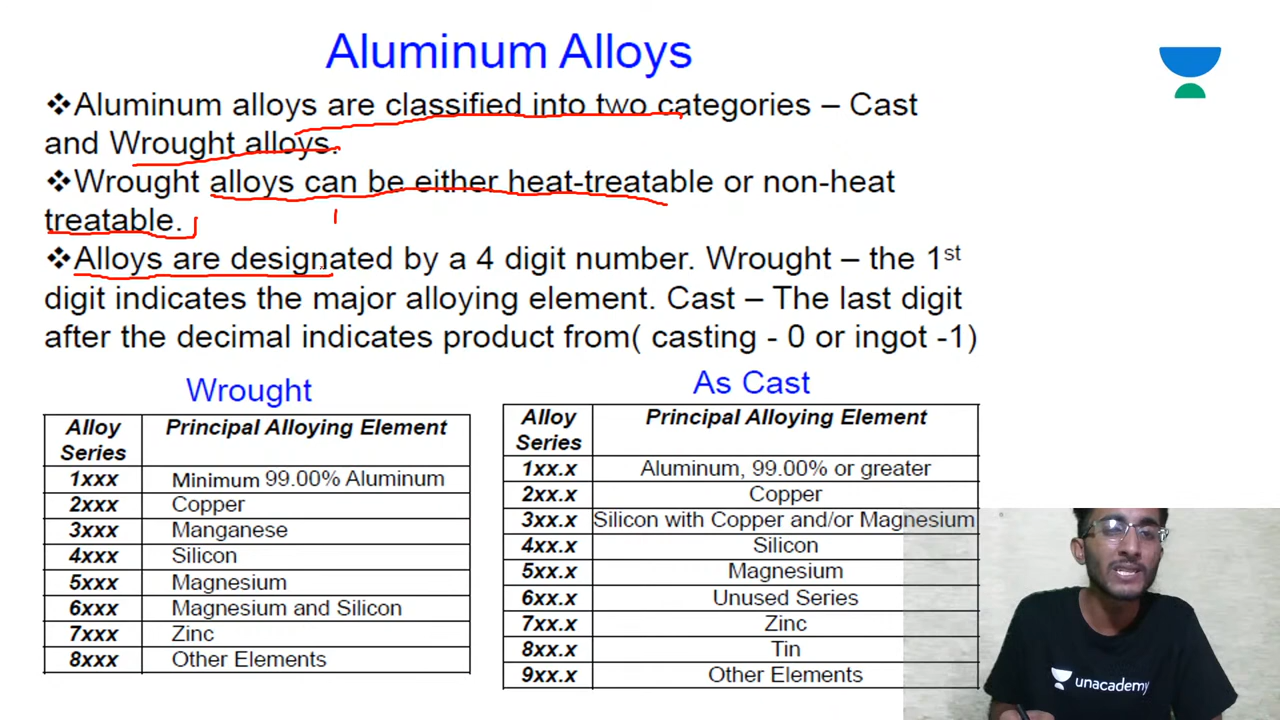 Aluminum Alloys
❖Aluminum alloys are classified into two categories – Cast
and Wrought alloys.
❖Wrought alloys can be either heat-treatable or non-heat
treatable.
❖Alloys are designated by a 4 digit number. Wrought – the 1st
digit indicates the major alloying element. Cast – The last digit
after the decimal indicates product from( casting - 0 or ingot -1)
Wrought
Alloy Series Principal Alloying Element
1xxx Minimum 99.00% Aluminum
2xxx Copper
3xxx Manganese
4xxx Silicon
5xxx Magnesium
6xxx Magnesium and Silicon
7xxx Zinc
8xxx Other Elements
As Cast
Alloy Series Principal Alloying Element
1xx.x Aluminum, 99.00% or greater
2xx.x Copper
3xx.x Silicon with Copper and/or Magnesium
4xx.x Silicon
5xx.x Magnesium
6xx.x Unused Series
7xx.x Zinc
8xx.x Tin
9xx.x Other Elements
unacademy